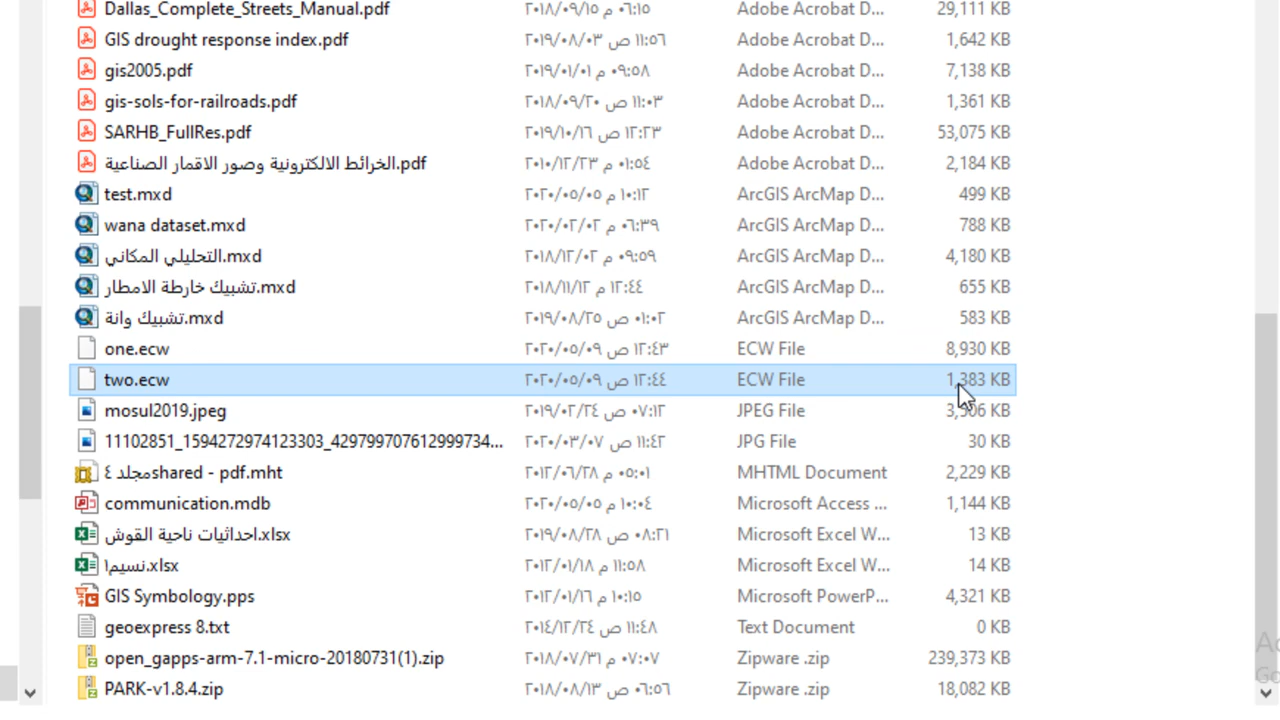 Dallas_Complete_Streets_Manual.pdf ٢٠١٨/٠٩/١٥ م ٠٦:١٥ Adobe Acrobat D... 29,111 KB
GIS drought response index.pdf ٢٠١٩/٠٨/٠٣ ص ١١:٥٦ Adobe Acrobat D... 1,642 KB
gis2005.pdf ٢٠١٩/٠١/٠١ م ٠٩:٥٨ Adobe Acrobat D... 7,138 KB
gis-sols-for-railroads.pdf ٢٠١٨/٠٩/٢٠ ص ١١:٠٣ Adobe Acrobat D... 1,361 KB
SARHB_FullRes.pdf ٢٠١٩/١٠/١٦ ص ١٢:٢٣ Adobe Acrobat D... 53,075 KB
الخرائط الالكترونية وصور الاقمار الصناعية.pdf ٢٠١٠/١٢/٢٣ م ٠١:٥٤ Adobe Acrobat D... 2,184 KB
test.mxd ٢٠٢٠/٠٥/٠٥ م ١٠:١٢ ArcGIS ArcMap D... 499 KB
wana dataset.mxd ٢٠٢٠/٠٢/٠٢ م ٠٦:٣٩ ArcGIS ArcMap D... 788 KB
التحليلي المكاني.mxd ٢٠١٨/١٢/٠٢ م ٠٩:٥٩ ArcGIS ArcMap D... 4,180 KB
تشبيك خارطة الامطار.mxd ٢٠١٨/١١/١٢ م ١٢:٤٤ ArcGIS ArcMap D... 655 KB
تشبيك وانة.mxd ٢٠١٩/٠٨/٢٥ ص ٠١:٠٢ ArcGIS ArcMap D... 583 KB
one.ecw ٢٠٢٠/٠٥/٠٩ ص ١٢:٤٣ ECW File 8,930 KB
two.ecw ٢٠٢٠/٠٥/٠٩ ص ١٢:٤٤ ECW File 1,383 KB
mosul2019.jpeg ٢٠١٩/٠٢/٢٤ ص ٠٧:١٢ JPEG File 3,906 KB
11102851_1594272974123303_429799707612999734... ٢٠٢٠/٠٣/٠٧ ص ١١:٤٢ JPG File 30 KB
مجلد ٤shared - pdf.mht ٢٠١٢/٠٦/٢٨ م ٠٥:٠١ MHTML Document 2,229 KB
communication.mdb ٢٠٢٠/٠٥/٠٥ م ١٠:٠٤ Microsoft Access ... 1,144 KB
احداثيات ناحية القوش.xlsx ٢٠١٩/٠٨/٢٨ ص ٠٨:٢١ Microsoft Excel W... 13 KB
نسيم١.xlsx ٢٠١٢/٠١/١٨ م ١١:٥٨ Microsoft Excel W... 14 KB
GIS Symbology.pps ٢٠١٢/٠١/١٦ م ١٠:١٥ Microsoft PowerP... 4,321 KB
geoexpress 8.txt ٢٠١٤/١٢/٢٤ ص ١١:٤٨ Text Document 0 KB
open_gapps-arm-7.1-micro-20180731(1).zip ٢٠١٨/٠٧/٣١ م ٠٧:٠٧ Zipware .zip 239,373 KB
PARK-v1.8.4.zip ٢٠١٨/٠٨/١٣ ص ٠٦:٥٦ Zipware .zip 18,082 KB